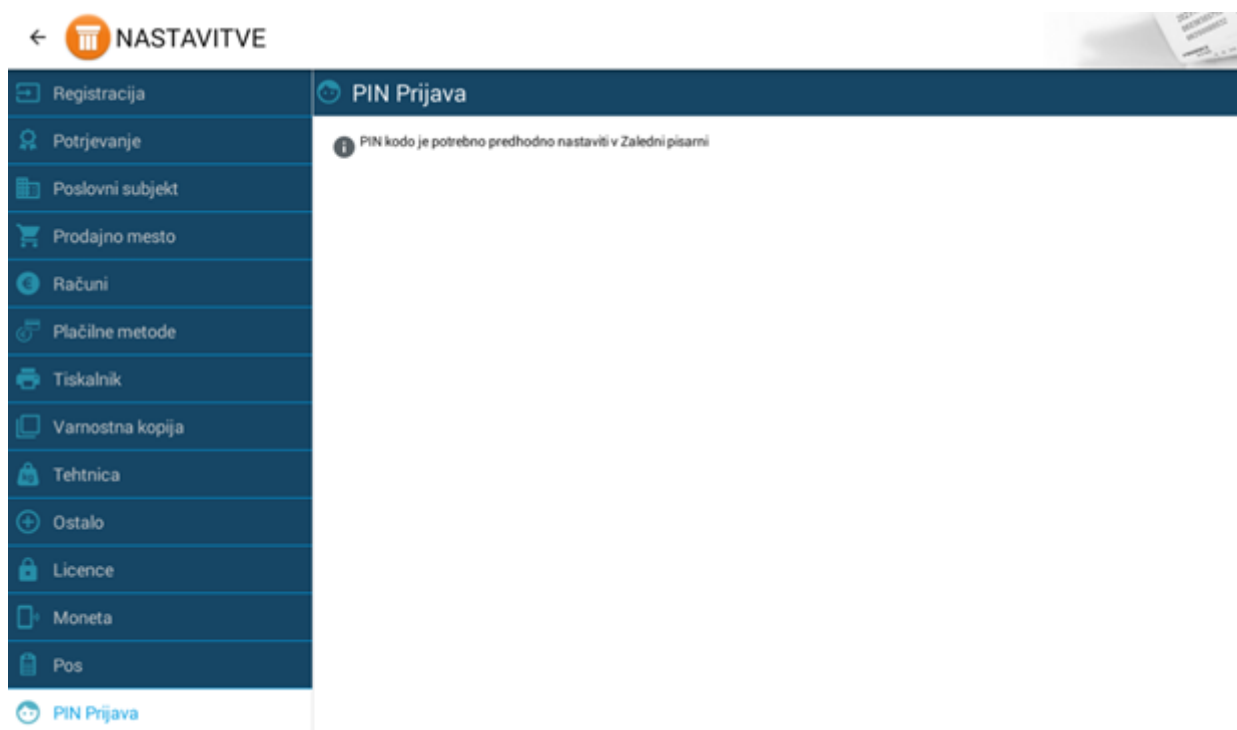 NASTAVITVE
Registracija
Potrjevanje
Poslovni subjekt
Prodajno mesto
Računi
Plačilne metode
Tiskalnik
Varnostna kopija
Tehtnica
Ostalo
Licence
Moneta
Pos
PIN Prijava
PIN Prijava
PIN kodo je potrebno predhodno nastaviti v Zaledni pisarni